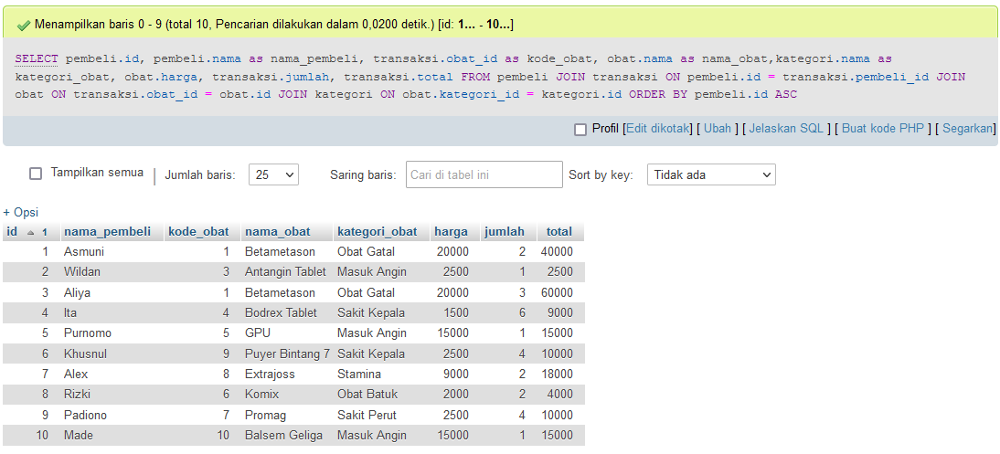 Menampilkan baris 0 - 9 (total 10, Pencarian dilakukan dalam 0,0200 detik.) [id: 1... - 10...]
SELECT pembeli.id, pembeli.nama as nama_pembeli, transaksi.obat_id as kode_obat, obat.nama as nama_obat,kategori.nama as
kategori_obat, obat.harga, transaksi.jumlah, transaksi.total FROM pembeli JOIN transaksi ON pembeli.id = transaksi.pembeli_id JOIN
obat ON transaksi.obat_id = obat.id JOIN kategori ON obat.kategori_id = kategori.id ORDER BY pembeli.id ASC
Profil [Edit dikotak] [ Ubah ] [ Jelaskan SQL ] [ Buat kode PHP ] [ Segarkan]
Tampilkan semua | Jumlah baris: 25 Saring baris: Cari di tabel ini Sort by key: Tidak ada
+ Opsi
id 1 nama_pembeli kode_obat nama_obat kategori_obat harga jumlah total
1 Asmuni 1 Betametason Obat Gatal 20000 2 40000
2 Wildan 3 Antangin Tablet Masuk Angin 2500 1 2500
3 Aliya 1 Betametason Obat Gatal 20000 3 60000
4 Ita 4 Bodrex Tablet Sakit Kepala 1500 6 9000
5 Purnomo 5 GPU Masuk Angin 15000 1 15000
6 Khusnul 9 Puyer Bintang 7 Sakit Kepala 2500 4 10000
7 Alex 8 Extrajoss Stamina 9000 2 18000
8 Rizki 6 Komix Obat Batuk 2000 2 4000
9 Padiono 7 Promag Sakit Perut 2500 4 10000
10 Made 10 Balsem Geliga Masuk Angin 15000 1 15000